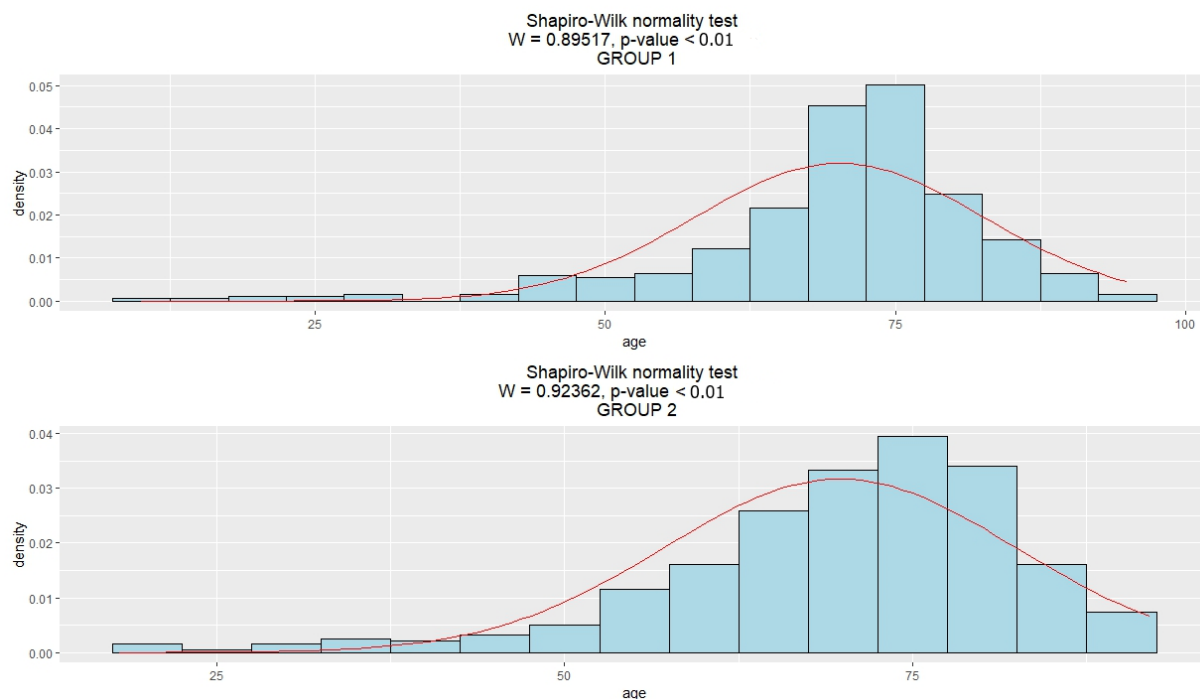 Shapiro-Wilk normality test
W = 0.89517, p-value < 0.01
GROUP 1
0.05
0.04
0.03
0.02
0.01
0.00
density
25
50
75
100
age
Shapiro-Wilk normality test
W = 0.92362, p-value < 0.01
GROUP 2
0.04
0.03
0.02
0.01
0.00
density
25
50
75
age